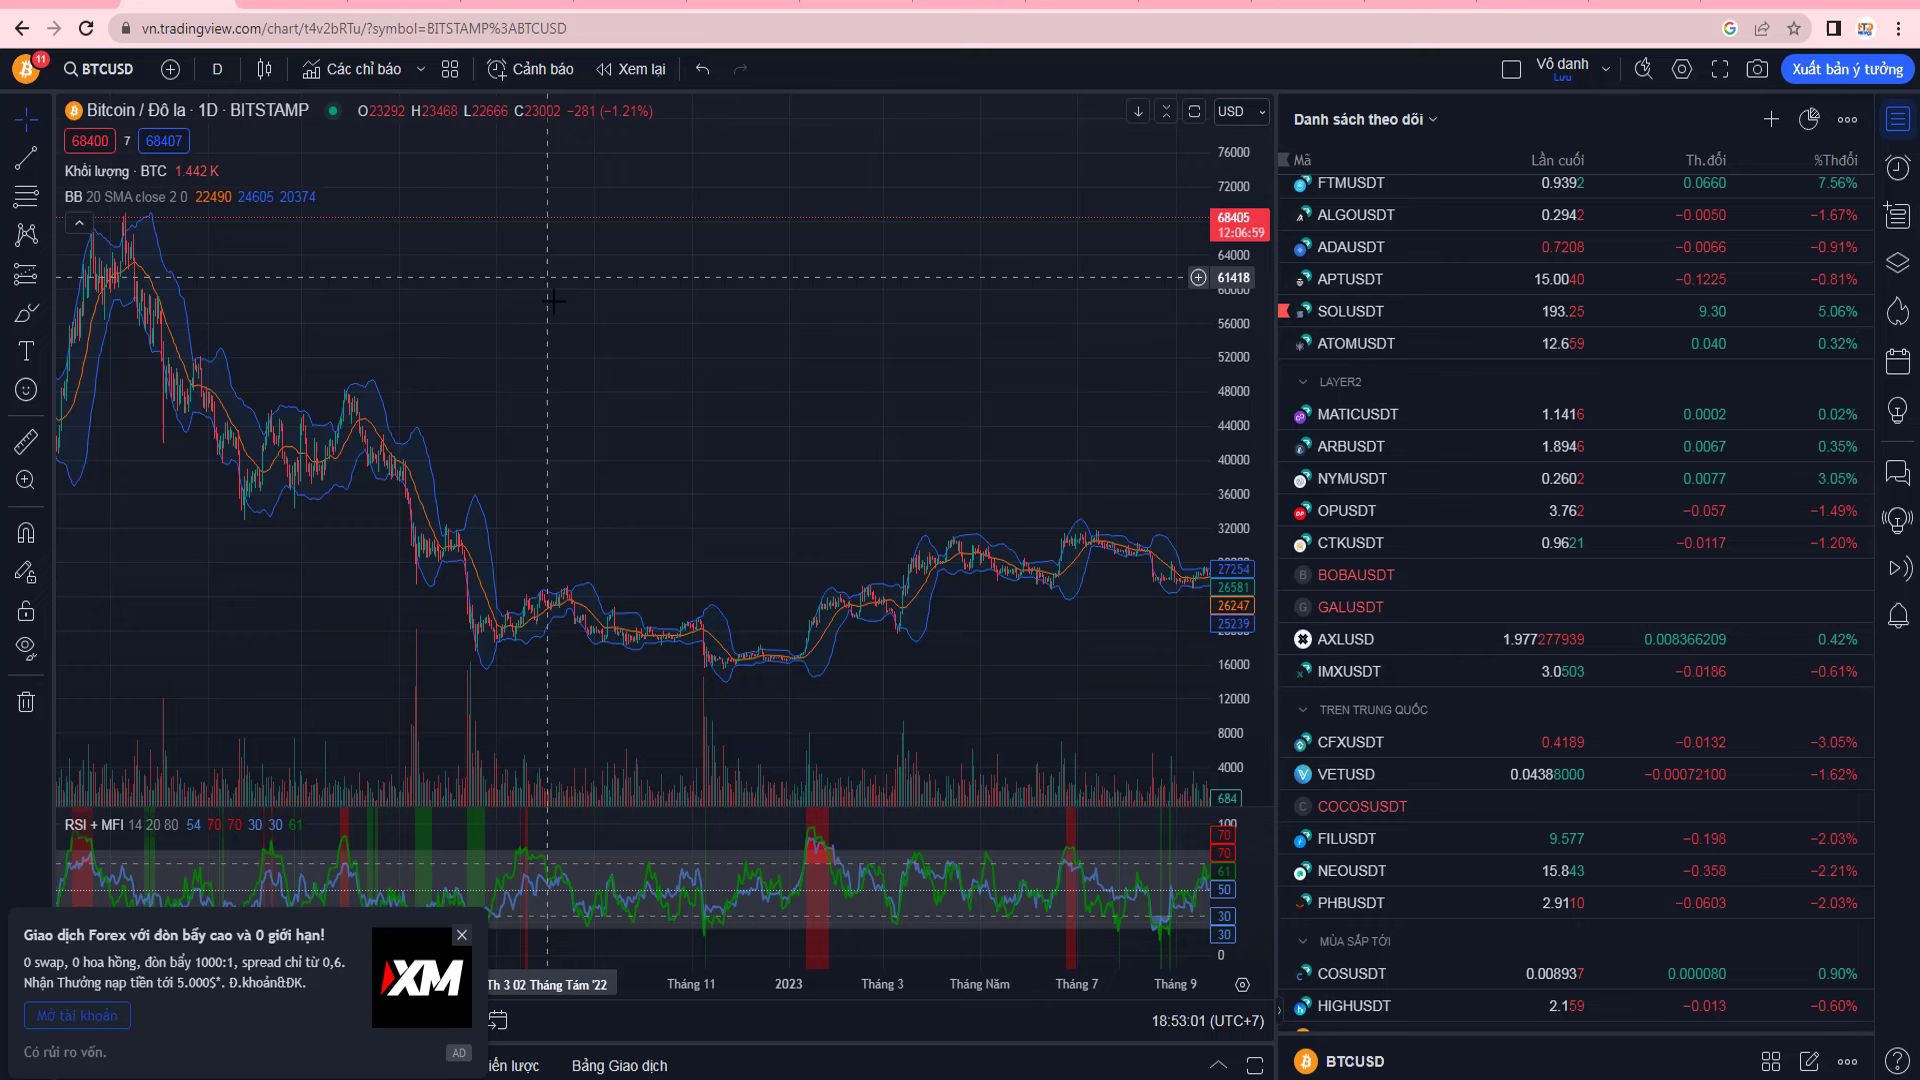 vn.tradingview.com/chart/t4v2bRTu/?symbol=BITSTAMP%3ABTCUSD
11
BTCUSD
D
Các chỉ báo
Cảnh báo
Xem lại
Vô danh
Lưu
Xuất bản ý tưởng
Bitcoin / Đô la · 1D · BITSTAMP
O23292 H23468 L22666 C23002 −281 (−1.21%)
USD
68400 7 68407
Khối lượng · BTC 1.442 K
BB 20 SMA close 2 0 22490 24605 20374
76000
72000
68405
12:06:59
64000
61418
60000
56000
52000
48000
44000
40000
36000
32000
27254
26581
26247
25239
16000
12000
8000
4000
684
RSI + MFI 14 20 80 54 70 70 30 30 61
100
70
70
61
50
30
30
0
Th 3 02 Tháng Tám '22
Tháng 11
2023
Tháng 3
Tháng Năm
Tháng 7
Tháng 9
18:53:01 (UTC+7)
iến lược
Bảng Giao dịch
Giao dịch Forex với đòn bẩy cao và 0 giới hạn!
0 swap, 0 hoa hồng, đòn bẩy 1000:1, spread chỉ từ 0,6.
Nhận Thưởng nạp tiền tới 5.000$*. Đ.khoản&ĐK.
Mở tài khoản
Có rủi ro vốn.
XM
AD
Danh sách theo dõi
Mã Lần cuối Th.đổi %Thđổi
FTMUSDT 0.9392 0.0660 7.56%
ALGOUSDT 0.2942 −0.0050 −1.67%
ADAUSDT 0.7208 −0.0066 −0.91%
APTUSDT 15.0040 −0.1225 −0.81%
SOLUSDT 193.25 9.30 5.06%
ATOMUSDT 12.659 0.040 0.32%
LAYER2
MATICUSDT 1.1416 0.0002 0.02%
ARBUSDT 1.8946 0.0067 0.35%
NYMUSDT 0.2602 0.0077 3.05%
OPUSDT 3.762 −0.057 −1.49%
CTKUSDT 0.9621 −0.0117 −1.20%
B BOBAUSDT
G GALUSDT
AXLUSD 1.977277939 0.008366209 0.42%
IMXUSDT 3.0503 −0.0186 −0.61%
TREN TRUNG QUỐC
CFXUSDT 0.4189 −0.0132 −3.05%
VETUSD 0.04388000 −0.00072100 −1.62%
C COCOSUSDT
FILUSDT 9.577 −0.198 −2.03%
NEOUSDT 15.843 −0.358 −2.21%
PHBUSDT 2.9110 −0.0603 −2.03%
MÙA SẮP TỚI
COSUSDT 0.008937 0.000080 0.90%
HIGHUSDT 2.159 −0.013 −0.60%
BTCUSD